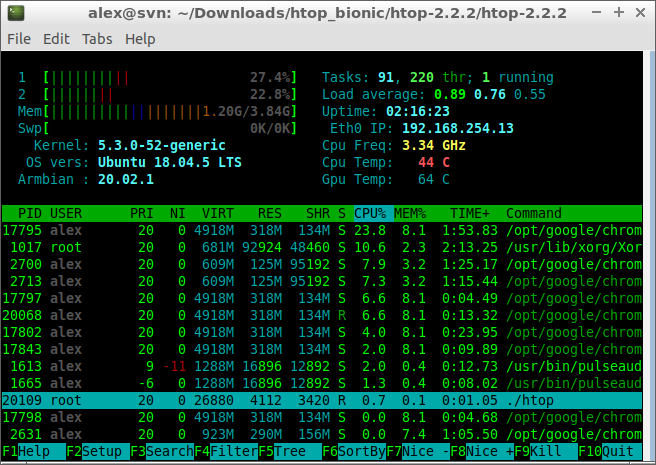 alex@svn: ~/Downloads/htop_bionic/htop-2.2.2/htop-2.2.2
File Edit Tabs Help
1 [|||||||||| 27.4%] Tasks: 91, 220 thr; 1 running
2 [|||||||| 22.8%] Load average: 0.89 0.76 0.55
Mem[|||||||||||||||||||1.20G/3.84G] Uptime: 02:16:23
Swp[ 0K/0K] Eth0 IP: 192.168.254.13
Kernel: 5.3.0-52-generic Cpu Freq: 3.34 GHz
OS vers: Ubuntu 18.04.5 LTS Cpu Temp: 44 C
Armbian : 20.02.1 Gpu Temp: 64 C
PID USER PRI NI VIRT RES SHR S CPU% MEM% TIME+ Command
17795 alex 20 0 4918M 318M 134M S 23.8 8.1 1:53.83 /opt/google/chrom
1017 root 20 0 681M 92924 48460 S 10.6 2.3 2:13.25 /usr/lib/xorg/Xor
2700 alex 20 0 609M 125M 95192 S 7.9 3.2 1:25.17 /opt/google/chrom
2713 alex 20 0 609M 125M 95192 S 7.3 3.2 1:15.44 /opt/google/chrom
17797 alex 20 0 4918M 318M 134M S 6.6 8.1 0:04.49 /opt/google/chrom
20068 alex 20 0 4918M 318M 134M R 6.6 8.1 0:13.32 /opt/google/chrom
17802 alex 20 0 4918M 318M 134M S 4.0 8.1 0:23.95 /opt/google/chrom
17843 alex 20 0 4918M 318M 134M S 2.0 8.1 0:09.89 /opt/google/chrom
1613 alex 9 -11 1288M 16896 12892 S 2.0 0.4 0:12.73 /usr/bin/pulseaud
1665 alex -6 0 1288M 16896 12892 S 1.3 0.4 0:08.02 /usr/bin/pulseaud
20109 root 20 0 26880 4112 3420 R 0.7 0.1 0:01.05 ./htop
17798 alex 20 0 4918M 318M 134M S 0.0 8.1 0:04.68 /opt/google/chrom
2631 alex 20 0 923M 290M 156M S 0.0 7.4 1:05.50 /opt/google/chrom
F1Help F2Setup F3SearchF4FilterF5Tree F6SortByF7Nice -F8Nice +F9Kill F10Quit